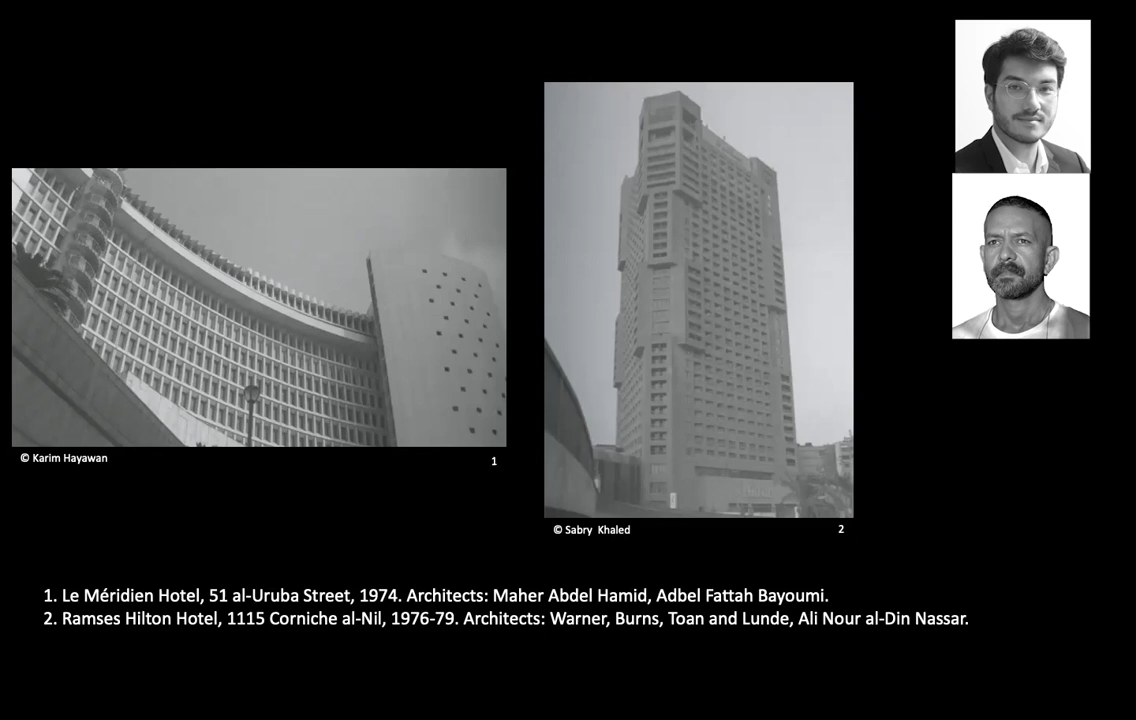 © Karim Hayawan
1
© Sabry Khaled
2
1. Le Méridien Hotel, 51 al-Uruba Street, 1974. Architects: Maher Abdel Hamid, Adbel Fattah Bayoumi.
2. Ramses Hilton Hotel, 1115 Corniche al-Nil, 1976-79. Architects: Warner, Burns, Toan and Lunde, Ali Nour al-Din Nassar.